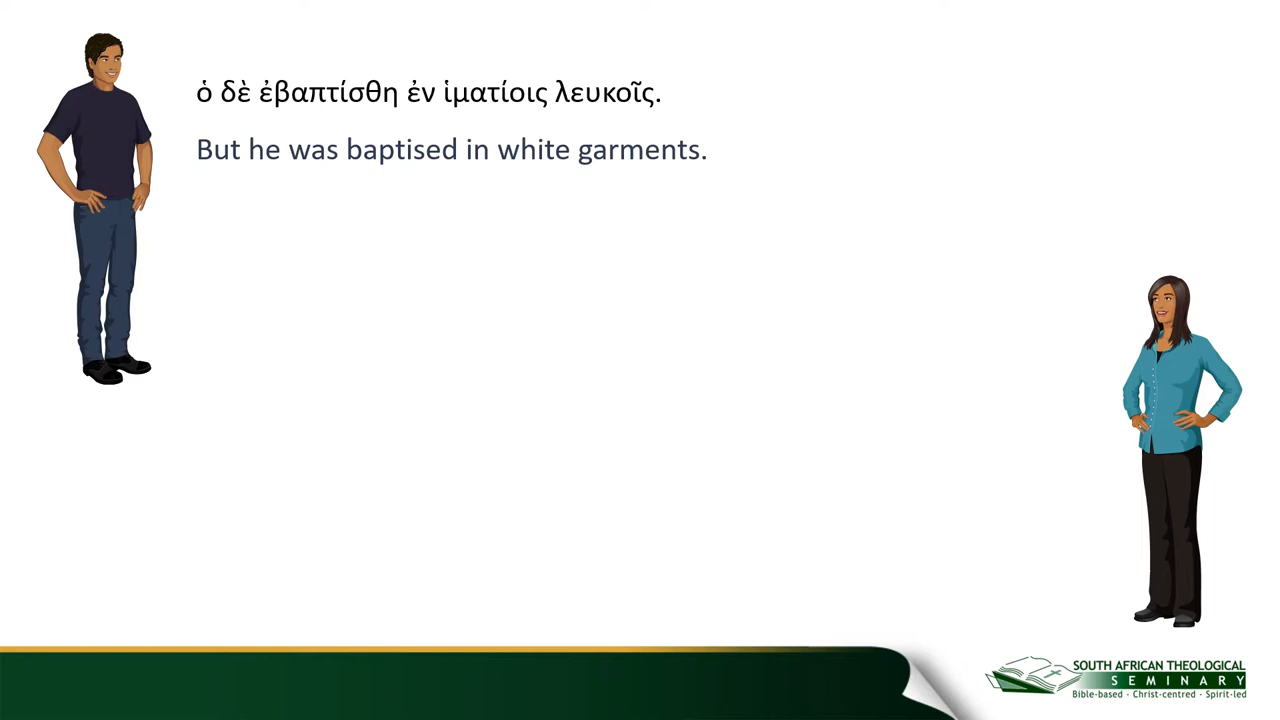 ὁ δὲ ἐβαπτίσθη ἐν ἱματίοις λευκοῖς.
But he was baptised in white garments.
SOUTH AFRICAN THEOLOGICAL
SEMINARY
Bible-based · Christ-centred · Spirit-led